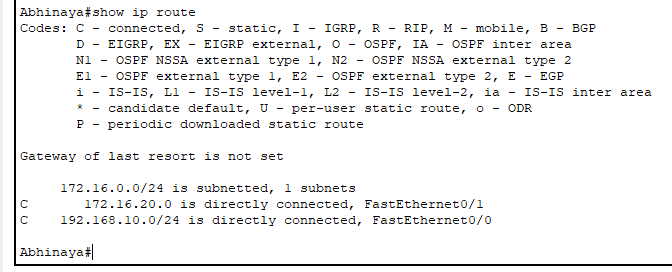 Abhinaya#show ip route
Codes: C - connected, S - static, I - IGRP, R - RIP, M - mobile, B - BGP
       D - EIGRP, EX - EIGRP external, O - OSPF, IA - OSPF inter area
       N1 - OSPF NSSA external type 1, N2 - OSPF NSSA external type 2
       E1 - OSPF external type 1, E2 - OSPF external type 2, E - EGP
       i - IS-IS, L1 - IS-IS level-1, L2 - IS-IS level-2, ia - IS-IS inter area
       * - candidate default, U - per-user static route, o - ODR
       P - periodic downloaded static route

Gateway of last resort is not set

     172.16.0.0/24 is subnetted, 1 subnets
C       172.16.20.0 is directly connected, FastEthernet0/1
C    192.168.10.0/24 is directly connected, FastEthernet0/0

Abhinaya#